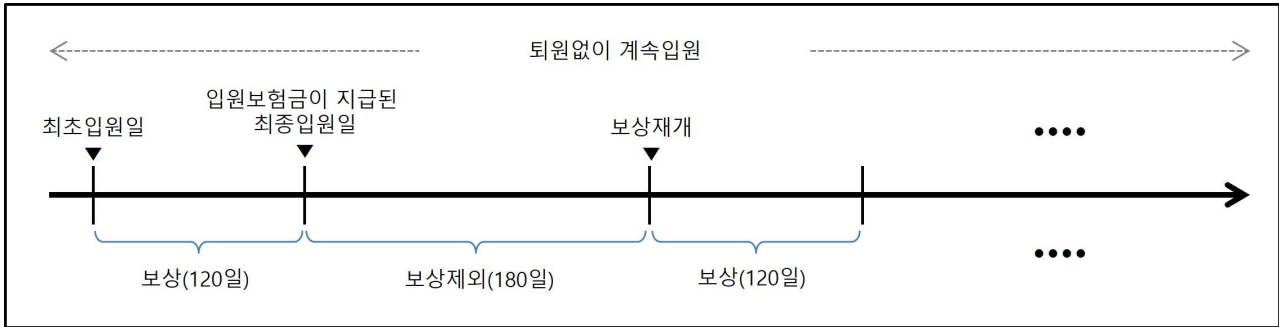 퇴원없이 계속입원
입원보험금이 지급된
최초입원일
최종입원일
보상재개
••••
보상(120일)
보상제외(180일)
보상(120일)
••••